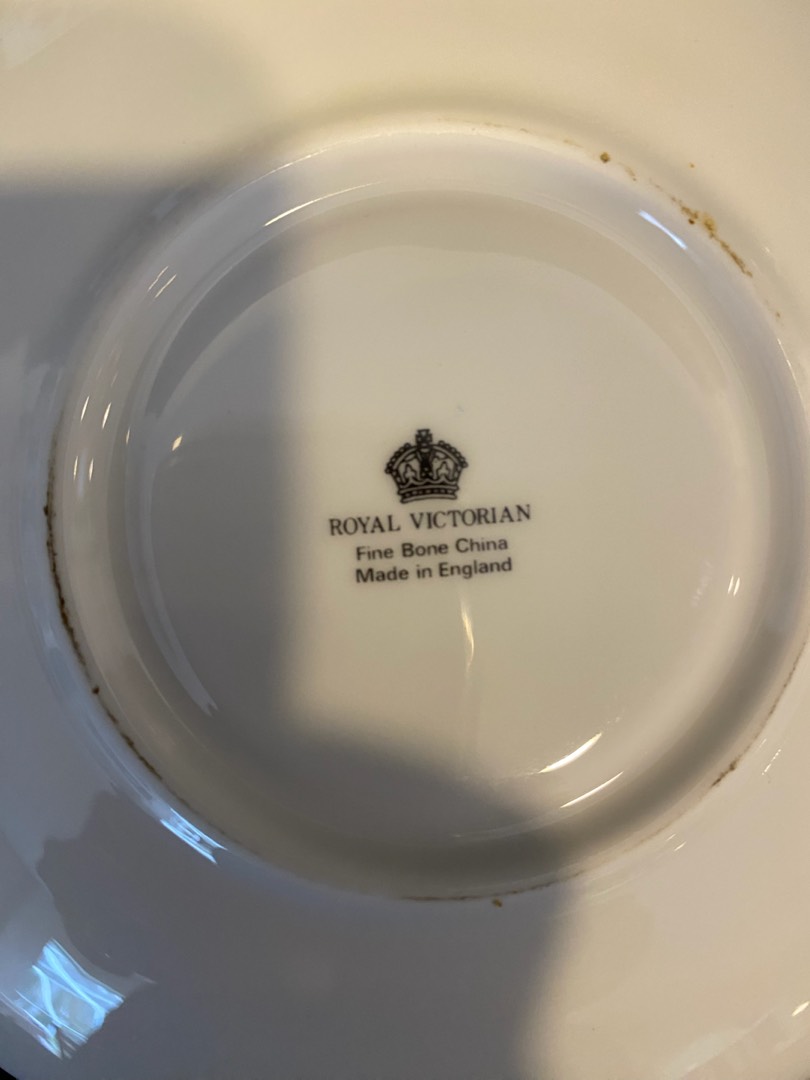 ROYAL VICTORIAN
Fine Bone China
Made in England